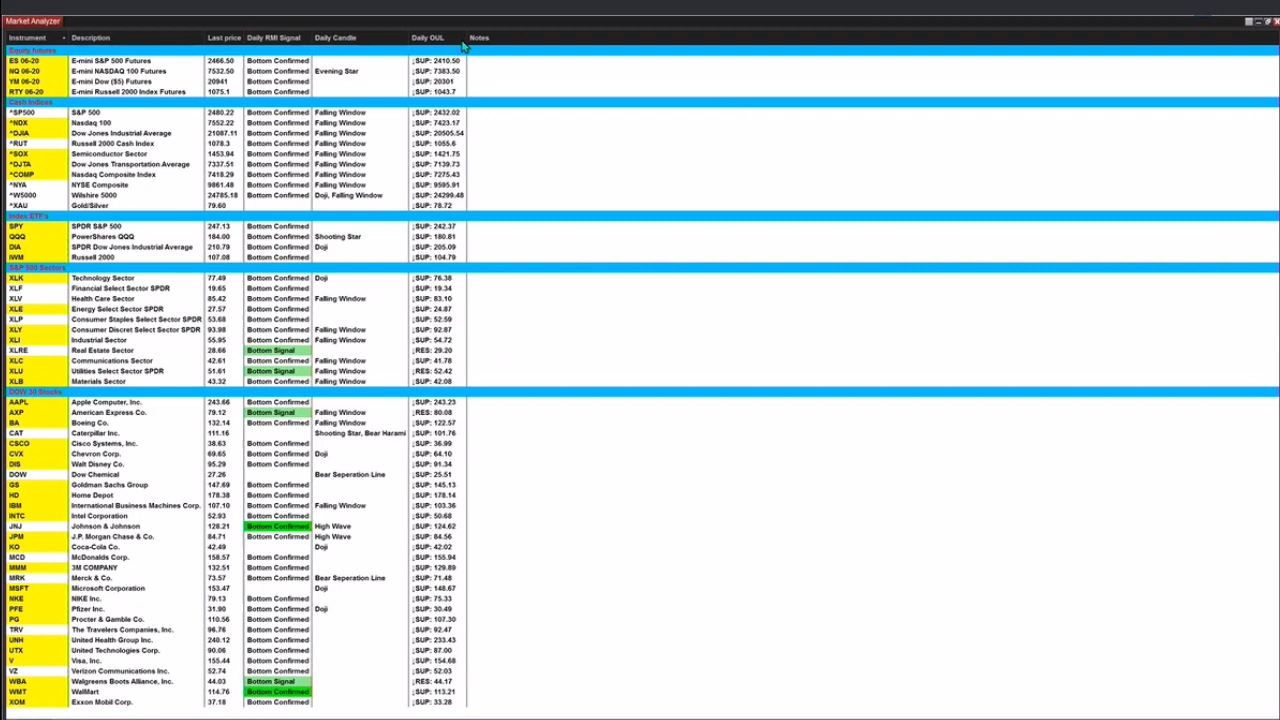 Market Analyzer
Instrument Description Last price Daily RMI Signal Daily Candle Daily OUL Notes
Equity futures
ES 06-20 E-mini S&P 500 Futures 2466.50 Bottom Confirmed ↓SUP: 2410.50
NQ 06-20 E-mini NASDAQ 100 Futures 7532.50 Bottom Confirmed Evening Star ↓SUP: 7383.50
YM 06-20 E-mini Dow ($5) Futures 20941 Bottom Confirmed ↓SUP: 20301
RTY 06-20 E-mini Russell 2000 Index Futures 1075.1 Bottom Confirmed ↓SUP: 1043.7
Cash Indices
^SP500 S&P 500 2480.22 Bottom Confirmed Falling Window ↓SUP: 2432.02
^NDX Nasdaq 100 7552.22 Bottom Confirmed Falling Window ↓SUP: 7423.17
^DJIA Dow Jones Industrial Average 21087.11 Bottom Confirmed Falling Window ↓SUP: 20505.54
^RUT Russell 2000 Cash Index 1078.3 Bottom Confirmed Falling Window ↓SUP: 1055.6
^SOX Semiconductor Sector 1453.94 Bottom Confirmed Falling Window ↓SUP: 1421.75
^DJTA Dow Jones Transportation Average 7337.51 Bottom Confirmed Falling Window ↓SUP: 7139.73
^COMP Nasdaq Composite Index 7418.29 Bottom Confirmed Falling Window ↓SUP: 7275.43
^NYA NYSE Composite 9861.48 Bottom Confirmed Falling Window ↓SUP: 9595.91
^W5000 Wilshire 5000 24785.18 Bottom Confirmed Doji, Falling Window ↓SUP: 24299.48
^XAU Gold/Silver 79.60 ↓SUP: 78.72
Index ETF's
SPY SPDR S&P 500 247.13 Bottom Confirmed ↓SUP: 242.37
QQQ PowerShares QQQ 184.00 Bottom Confirmed Shooting Star ↓SUP: 180.81
DIA SPDR Dow Jones Industrial Average 210.79 Bottom Confirmed Doji ↓SUP: 205.09
IWM Russell 2000 107.08 Bottom Confirmed ↓SUP: 104.79
S&P 500 Sectors
XLK Technology Sector 77.49 Bottom Confirmed Doji ↓SUP: 76.38
XLF Financial Select Sector SPDR 19.65 Bottom Confirmed ↓SUP: 19.34
XLV Health Care Sector 85.42 Bottom Confirmed Falling Window ↓SUP: 83.10
XLE Energy Select Sector SPDR 27.57 Bottom Confirmed ↓SUP: 24.87
XLP Consumer Staples Select Sector SPDR 53.68 Bottom Confirmed ↓SUP: 52.59
XLY Consumer Discret Select Sector SPDR 93.98 Bottom Confirmed Falling Window ↓SUP: 92.87
XLI Industrial Sector 55.95 Bottom Confirmed Falling Window ↓SUP: 54.72
XLRE Real Estate Sector 28.66 Bottom Signal ↓RES: 29.20
XLC Communications Sector 42.61 Bottom Confirmed Falling Window ↓SUP: 41.78
XLU Utilities Select Sector SPDR 51.61 Bottom Signal Falling Window ↓RES: 52.42
XLB Materials Sector 43.32 Bottom Confirmed Falling Window ↓SUP: 42.08
DOW 30 Stocks
AAPL Apple Computer, Inc. 243.66 Bottom Confirmed ↓SUP: 243.23
AXP American Express Co. 79.12 Bottom Signal Falling Window ↓RES: 80.08
BA Boeing Co. 132.14 Bottom Confirmed Falling Window ↓SUP: 122.57
CAT Caterpillar Inc. 111.16 Shooting Star, Bear Harami ↓SUP: 101.76
CSCO Cisco Systems, Inc. 38.63 Bottom Confirmed ↓SUP: 36.99
CVX Chevron Corp. 69.65 Bottom Confirmed Doji ↓SUP: 64.10
DIS Walt Disney Co. 95.29 Bottom Confirmed ↓SUP: 91.34
DOW Dow Chemical 27.26 Bear Seperation Line ↓SUP: 25.51
GS Goldman Sachs Group 147.69 Bottom Confirmed ↓SUP: 145.13
HD Home Depot 178.38 Bottom Confirmed ↓SUP: 178.14
IBM International Business Machines Corp. 107.10 Bottom Confirmed Falling Window ↓SUP: 103.36
INTC Intel Corporation 52.93 Bottom Confirmed ↓SUP: 50.68
JNJ Johnson & Johnson 128.21 Bottom Confirmed High Wave ↓SUP: 124.62
JPM J.P. Morgan Chase & Co. 84.71 Bottom Confirmed High Wave ↓SUP: 84.56
KO Coca-Cola Co. 42.49 Bottom Confirmed Doji ↓SUP: 42.02
MCD McDonalds Corp. 158.57 Bottom Confirmed ↓SUP: 155.94
MMM 3M COMPANY 132.51 Bottom Confirmed ↓SUP: 129.89
MRK Merck & Co. 73.57 Bottom Confirmed Bear Seperation Line ↓SUP: 71.48
MSFT Microsoft Corporation 153.47 Doji ↓SUP: 148.67
NKE NIKE Inc. 79.13 Bottom Confirmed ↓SUP: 75.33
PFE Pfizer Inc. 31.90 Bottom Confirmed Doji ↓SUP: 30.49
PG Procter & Gamble Co. 110.56 Bottom Confirmed ↓SUP: 107.30
TRV The Travelers Companies, Inc. 96.76 Bottom Confirmed ↓SUP: 92.47
UNH United Health Group Inc. 240.12 Bottom Confirmed ↓SUP: 233.43
UTX United Technologies Corp. 90.06 Bottom Confirmed ↓SUP: 87.00
V Visa, Inc. 155.44 Bottom Confirmed ↓SUP: 154.68
VZ Verizon Communications Inc. 52.74 Bottom Confirmed ↓SUP: 52.03
WBA Walgreens Boots Alliance, Inc. 44.03 Bottom Signal ↓RES: 44.17
WMT WalMart 114.76 Bottom Confirmed ↓SUP: 113.21
XOM Exxon Mobil Corp. 37.18 Bottom Confirmed ↓SUP: 33.28